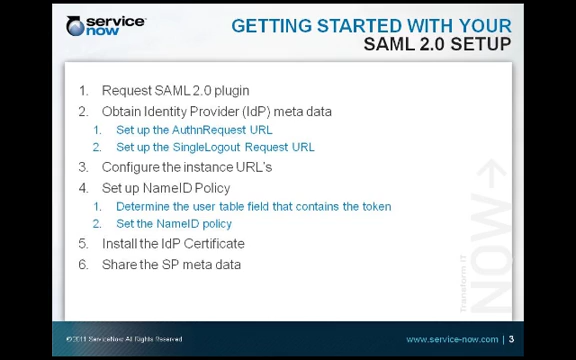 service
now
GETTING STARTED WITH YOUR
SAML 2.0 SETUP
1. Request SAML 2.0 plugin
2. Obtain Identity Provider (IdP) meta data
1. Set up the AuthnRequest URL
2. Set up the SingleLogout Request URL
3. Configure the instance URL's
4. Set up NameID Policy
1. Determine the user table field that contains the token
2. Set the NameID policy
5. Install the IdP Certificate
6. Share the SP meta data
Transform IT
NOW
© 2011 ServiceNow All Rights Reserved
www.service-now.com | 3